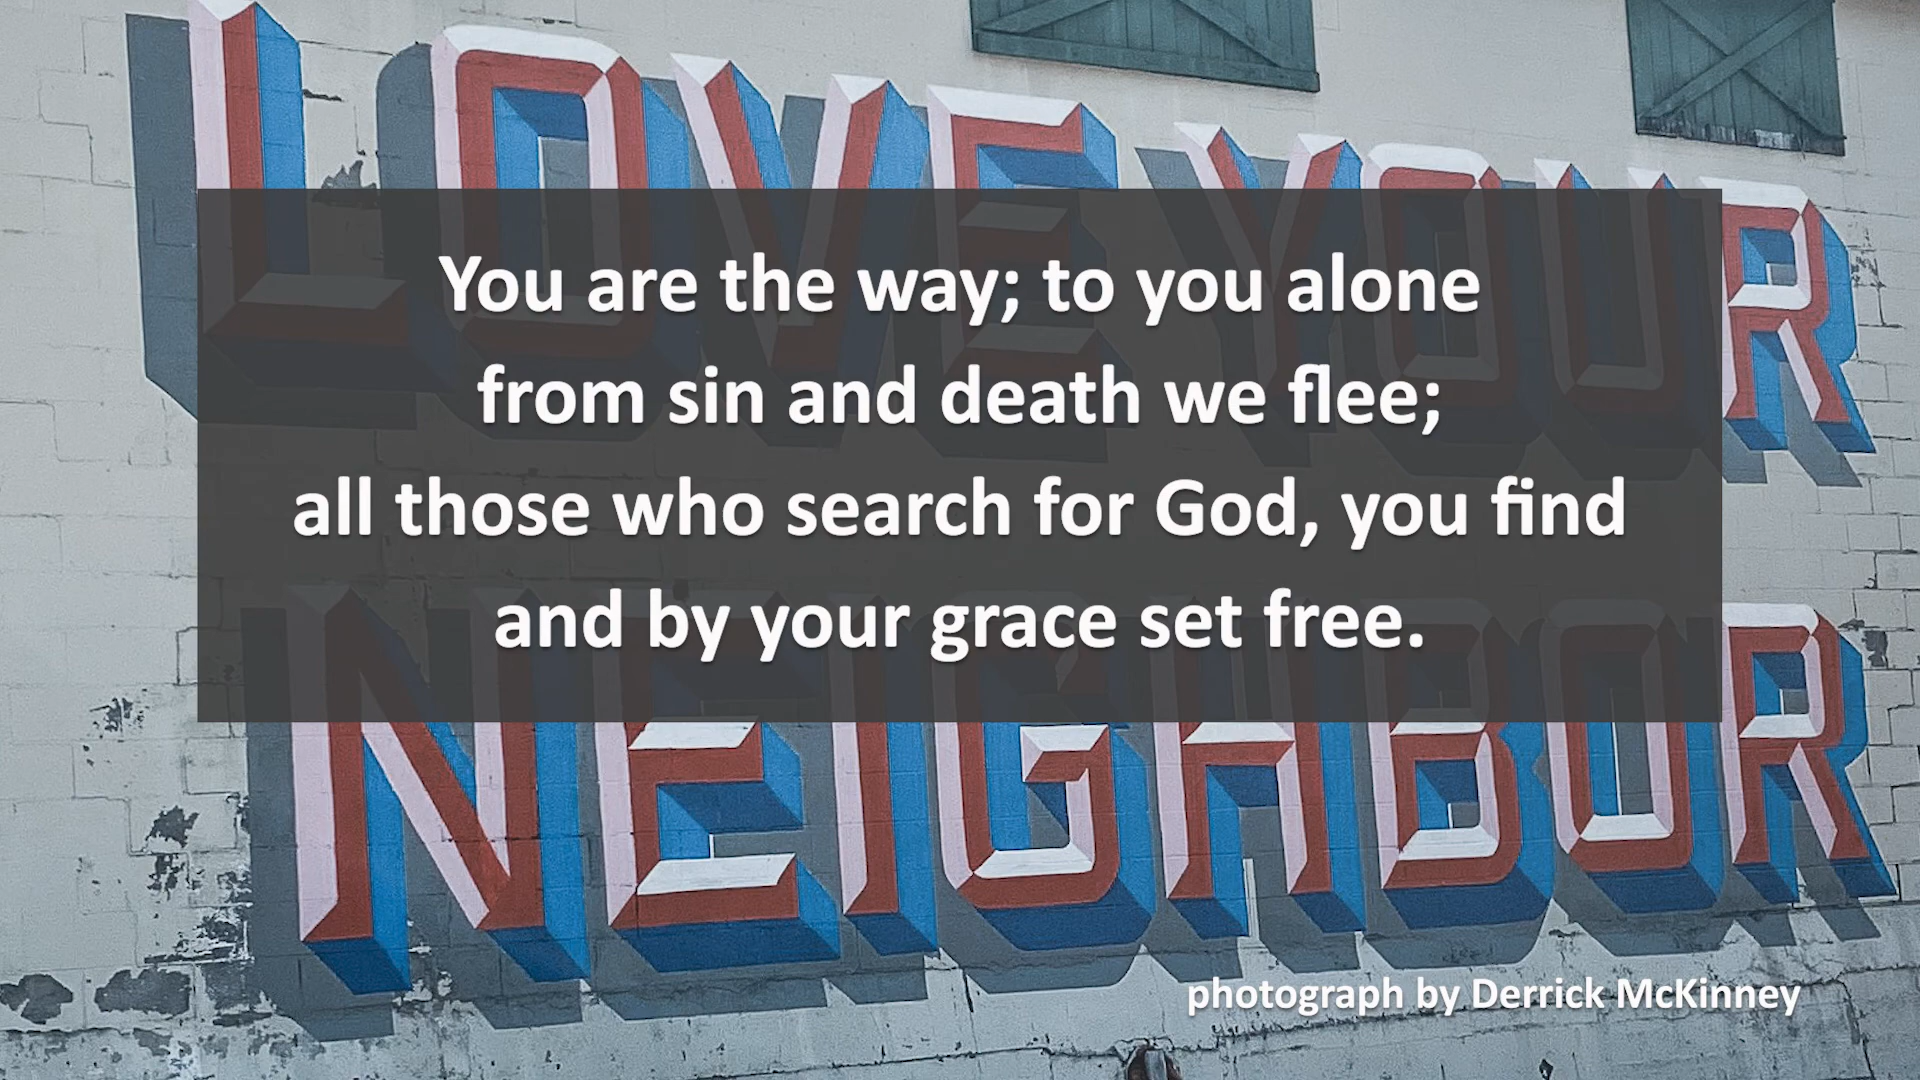 LOVE YOUR
You are the way; to you alone
from sin and death we flee;
all those who search for God, you find
and by your grace set free.
NEIGHBOR
photograph by Derrick McKinney